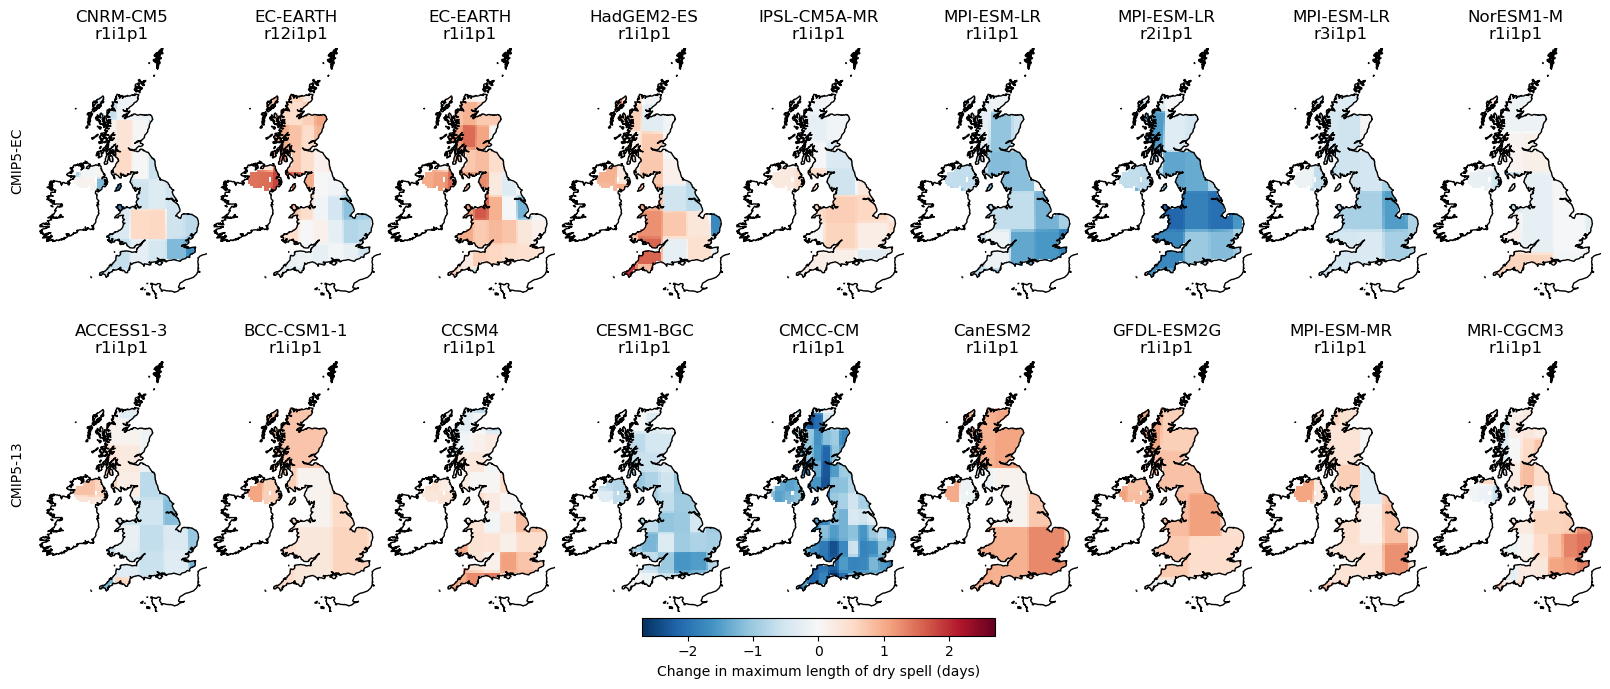 CNRM-CM5
r1i1p1
EC-EARTH
r12i1p1
EC-EARTH
r1i1p1
HadGEM2-ES
r1i1p1
IPSL-CM5A-MR
r1i1p1
MPI-ESM-LR
r1i1p1
MPI-ESM-LR
r2i1p1
MPI-ESM-LR
r3i1p1
NorESM1-M
r1i1p1
CMIP5-EC
ACCESS1-3
r1i1p1
BCC-CSM1-1
r1i1p1
CCSM4
r1i1p1
CESM1-BGC
r1i1p1
CMCC-CM
r1i1p1
CanESM2
r1i1p1
GFDL-ESM2G
r1i1p1
MPI-ESM-MR
r1i1p1
MRI-CGCM3
r1i1p1
CMIP5-13
−2 −1 0 1 2
Change in maximum length of dry spell (days)